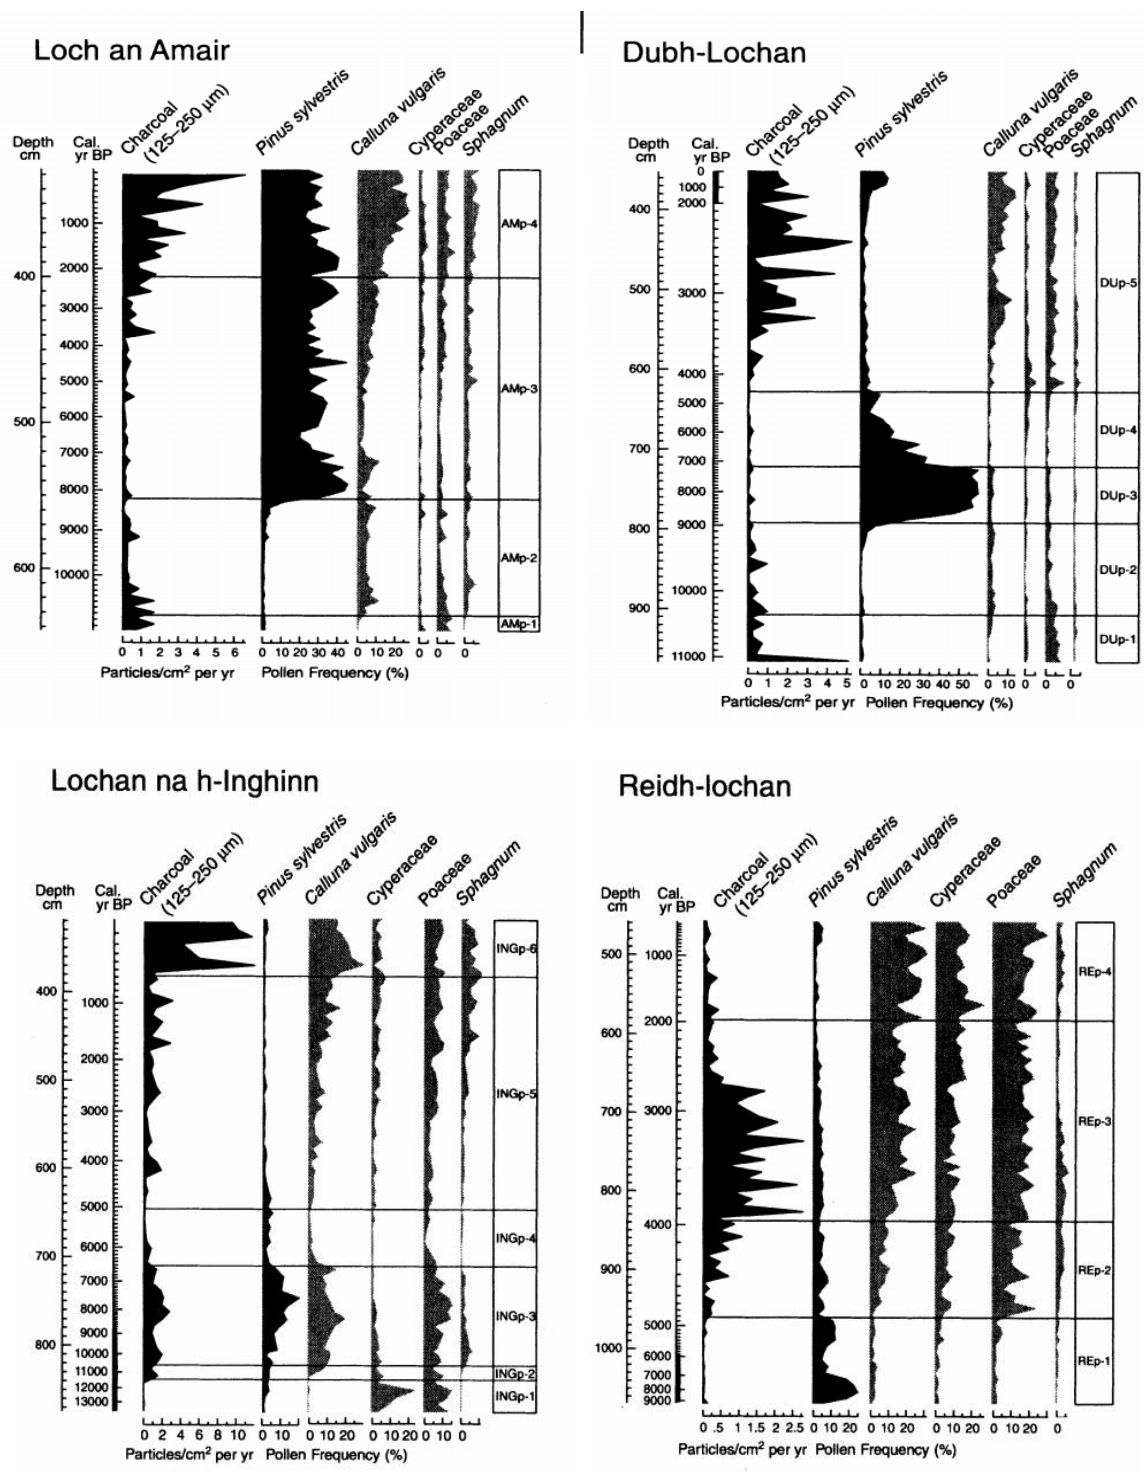 Loch an Amair
Depth
cm
Cal.
yr BP
Charcoal
(125–250 µm)
Pinus sylvestris
Calluna vulgaris
Cyperaceae
Poaceae
Sphagnum
400
500
600
1000
2000
3000
4000
5000
6000
7000
8000
9000
10000
AMp-4
AMp-3
AMp-2
AMp-1
0 1 2 3 4 5 6
0 10 20 30 40
0 10 20
0
0
0
Particles/cm² per yr
Pollen Frequency (%)
Dubh-Lochan
Depth
cm
Cal.
yr BP
Charcoal
(125–250 µm)
Pinus sylvestris
Calluna vulgaris
Cyperaceae
Poaceae
Sphagnum
400
500
600
700
800
900
0
1000
2000
3000
4000
5000
6000
7000
8000
9000
10000
11000
DUp-5
DUp-4
DUp-3
DUp-2
DUp-1
0 1 2 3 4 5
0 10 20 30 40 50
0 10
0
0
0
Particles/cm² per yr
Pollen Frequency (%)
Lochan na h-Inghinn
Depth
cm
Cal.
yr BP
Charcoal
(125–250 µm)
Pinus sylvestris
Calluna vulgaris
Cyperaceae
Poaceae
Sphagnum
400
500
600
700
800
1000
2000
3000
4000
5000
6000
7000
8000
9000
10000
11000
12000
13000
INGp-6
INGp-5
INGp-4
INGp-3
INGp-2
INGp-1
0 2 4 6 8 10
0 10
0 10 20
0 10 20
0 10
0
Particles/cm² per yr
Pollen Frequency (%)
Reidh-lochan
Depth
cm
Cal.
yr BP
Charcoal
(125–250 µm)
Pinus sylvestris
Calluna vulgaris
Cyperaceae
Poaceae
Sphagnum
500
600
700
800
900
1000
1000
2000
3000
4000
5000
6000
7000
8000
9000
REp-4
REp-3
REp-2
REp-1
0 .5 1 1.5 2 2.5
0 10 20
0 10 20
0 10 20
0 10 20
0
Particles/cm² per yr
Pollen Frequency (%)